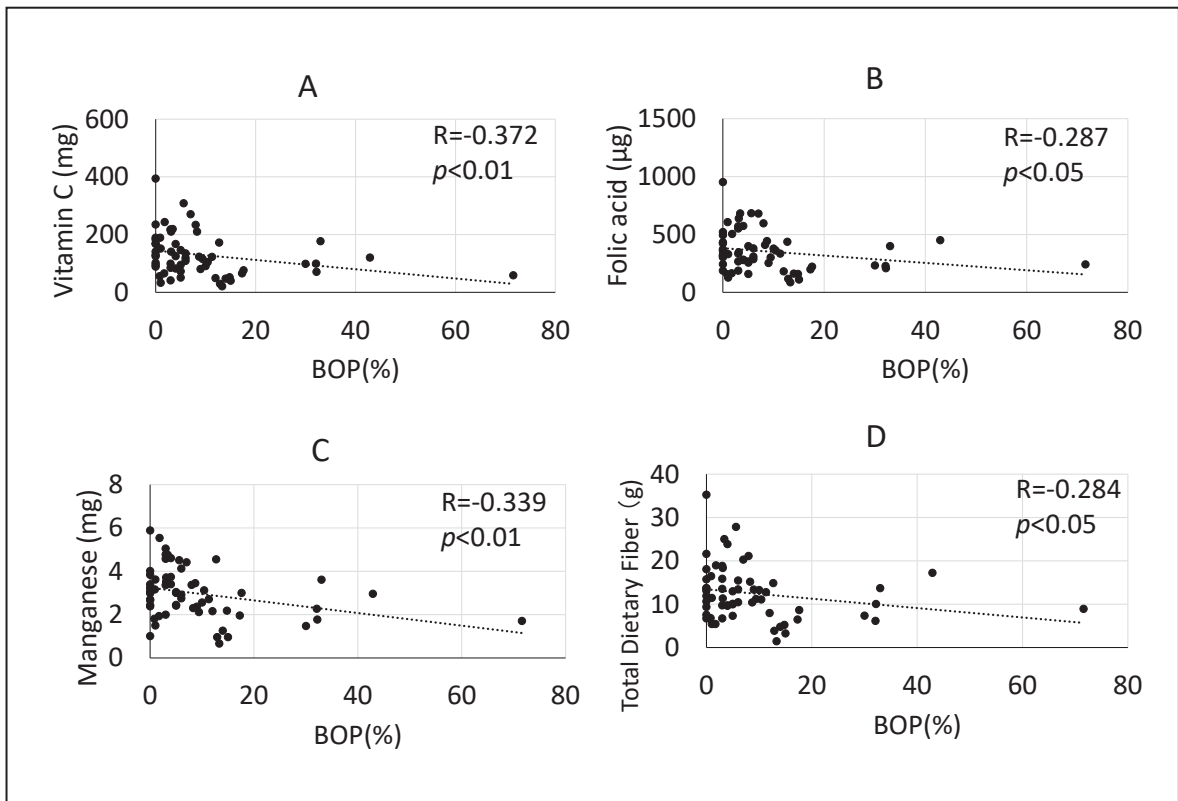 A
Vitamin C (mg)
600
400
200
0
R=-0.372
p<0.01
0 20 40 60 80
BOP(%)
B
Folic acid (µg)
1500
1000
500
0
R=-0.287
p<0.05
0 20 40 60 80
BOP(%)
C
Manganese (mg)
8
6
4
2
0
R=-0.339
p<0.01
0 20 40 60 80
BOP(%)
D
Total Dietary Fiber (g)
40
30
20
10
0
R=-0.284
p<0.05
0 20 40 60 80
BOP(%)